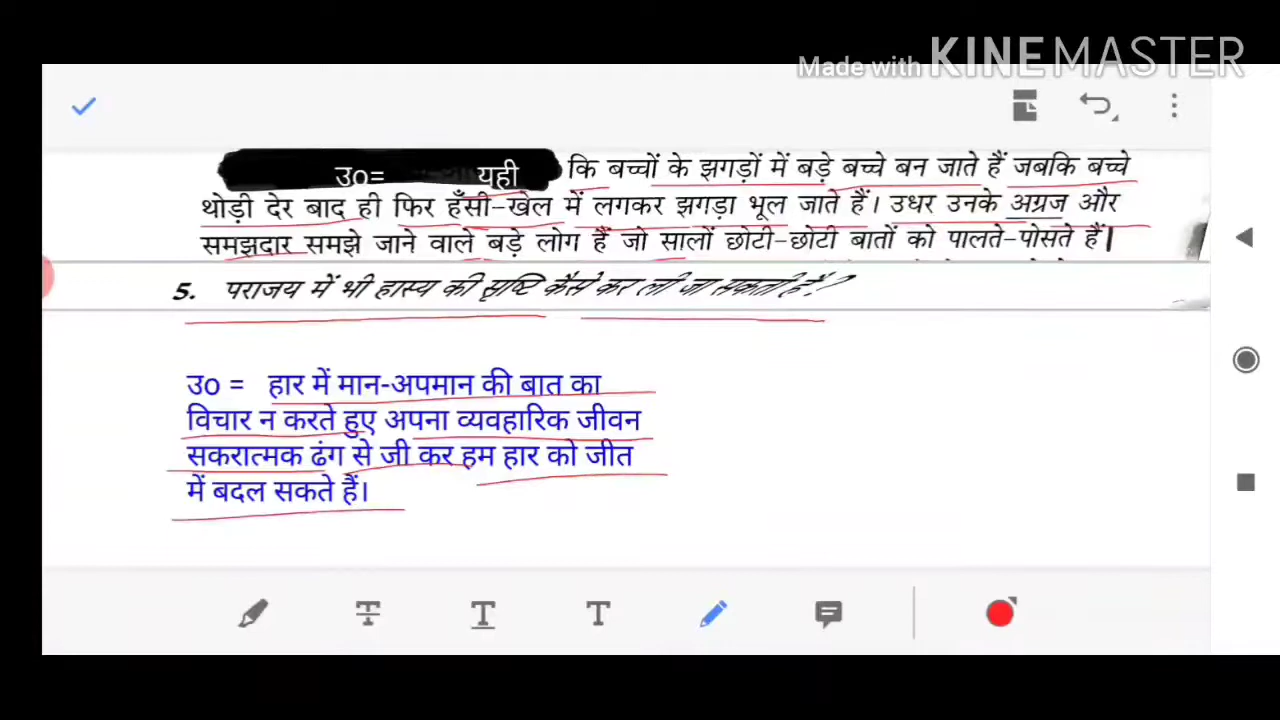 Made with KINEMASTER
उ०= यही कि बच्चों के झगड़ों में बड़े बच्चे बन जाते हैं जबकि बच्चे
थोड़ी देर बाद ही फिर हँसी-खेल में लगकर झगड़ा भूल जाते हैं। उधर उनके अग्रज और
समझदार समझे जाने वाले बड़े लोग हैं जो सालों छोटी-छोटी बातों को पालते-पोसते हैं।
5. पराजय में भी हास्य की सृष्टि कैसे कर ली जा सकती है?
उ० = हार में मान-अपमान की बात का
विचार न करते हुए अपना व्यवहारिक जीवन
सकरात्मक ढंग से जी कर हम हार को जीत
में बदल सकते हैं।
T T T